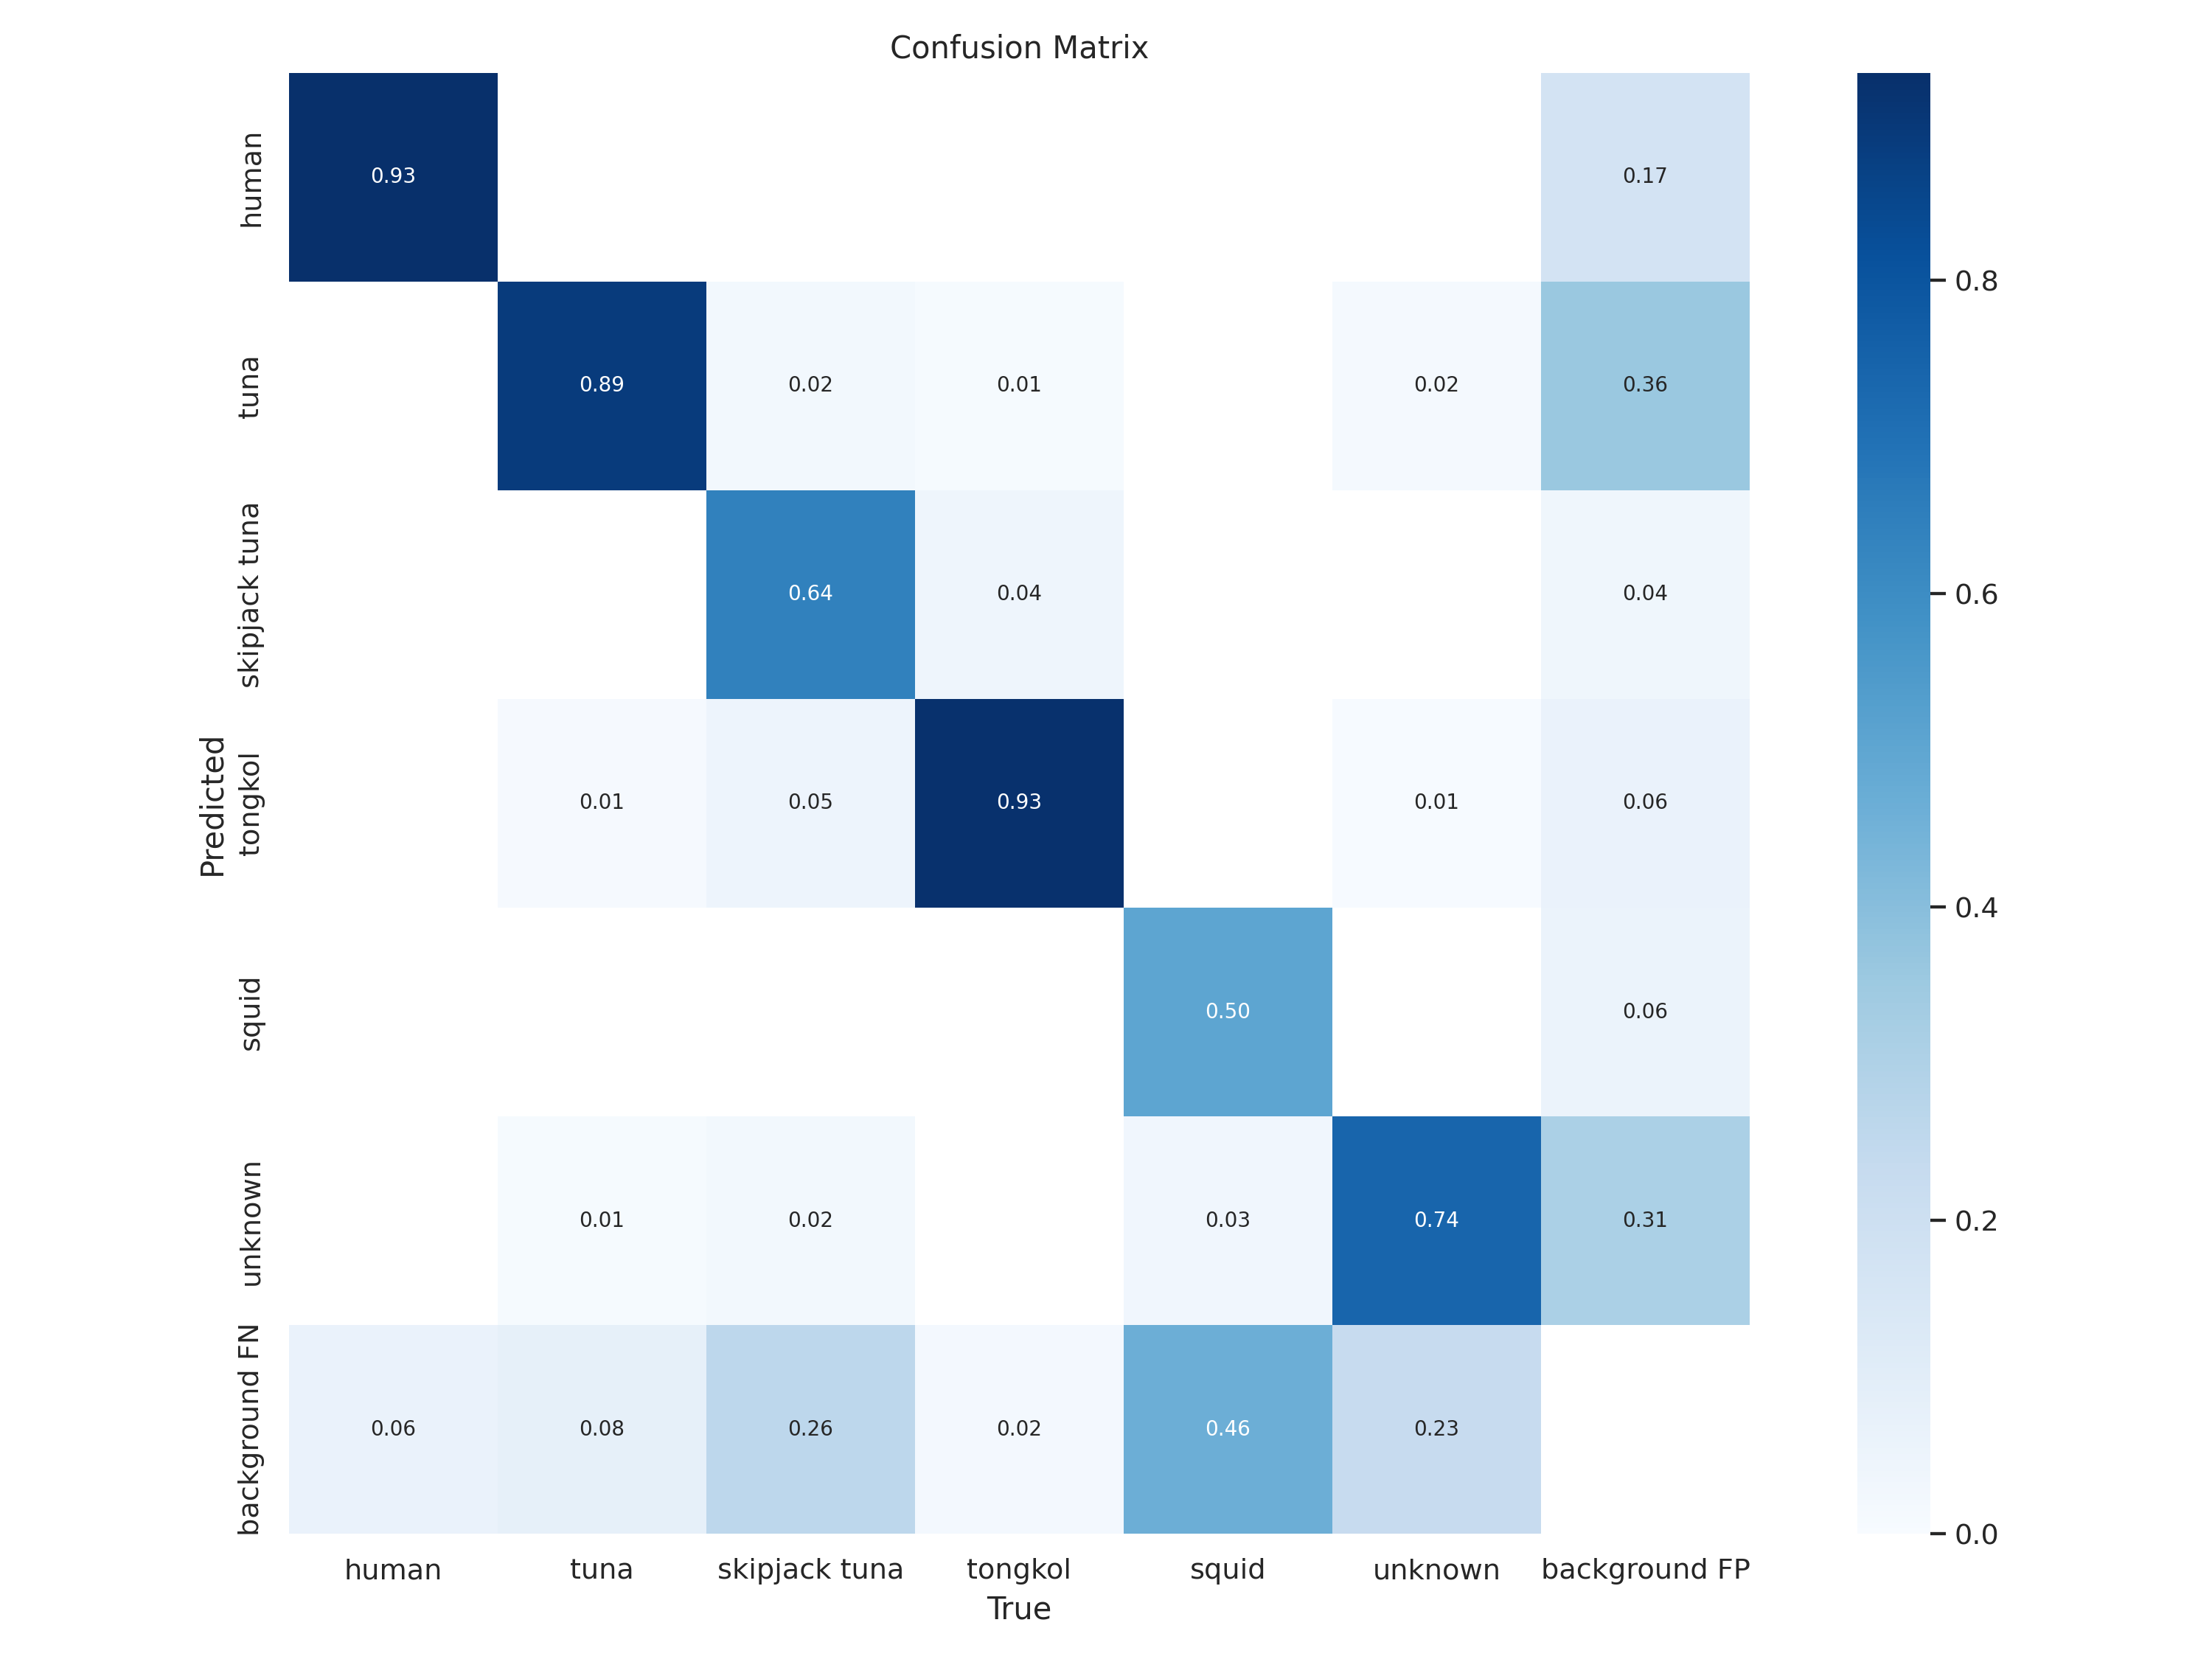 Confusion Matrix
human
0.93
0.17
0.8
tuna
0.89
0.02
0.01
0.02
0.36
skipjack tuna
0.64
0.04
0.04
0.6
Predicted
tongkol
0.01
0.05
0.93
0.01
0.06
0.4
squid
0.50
0.06
unknown
0.01
0.02
0.03
0.74
0.31
0.2
background FN
0.06
0.08
0.26
0.02
0.46
0.23
0.0
human
tuna
skipjack tuna
tongkol
squid
unknown
background FP
True